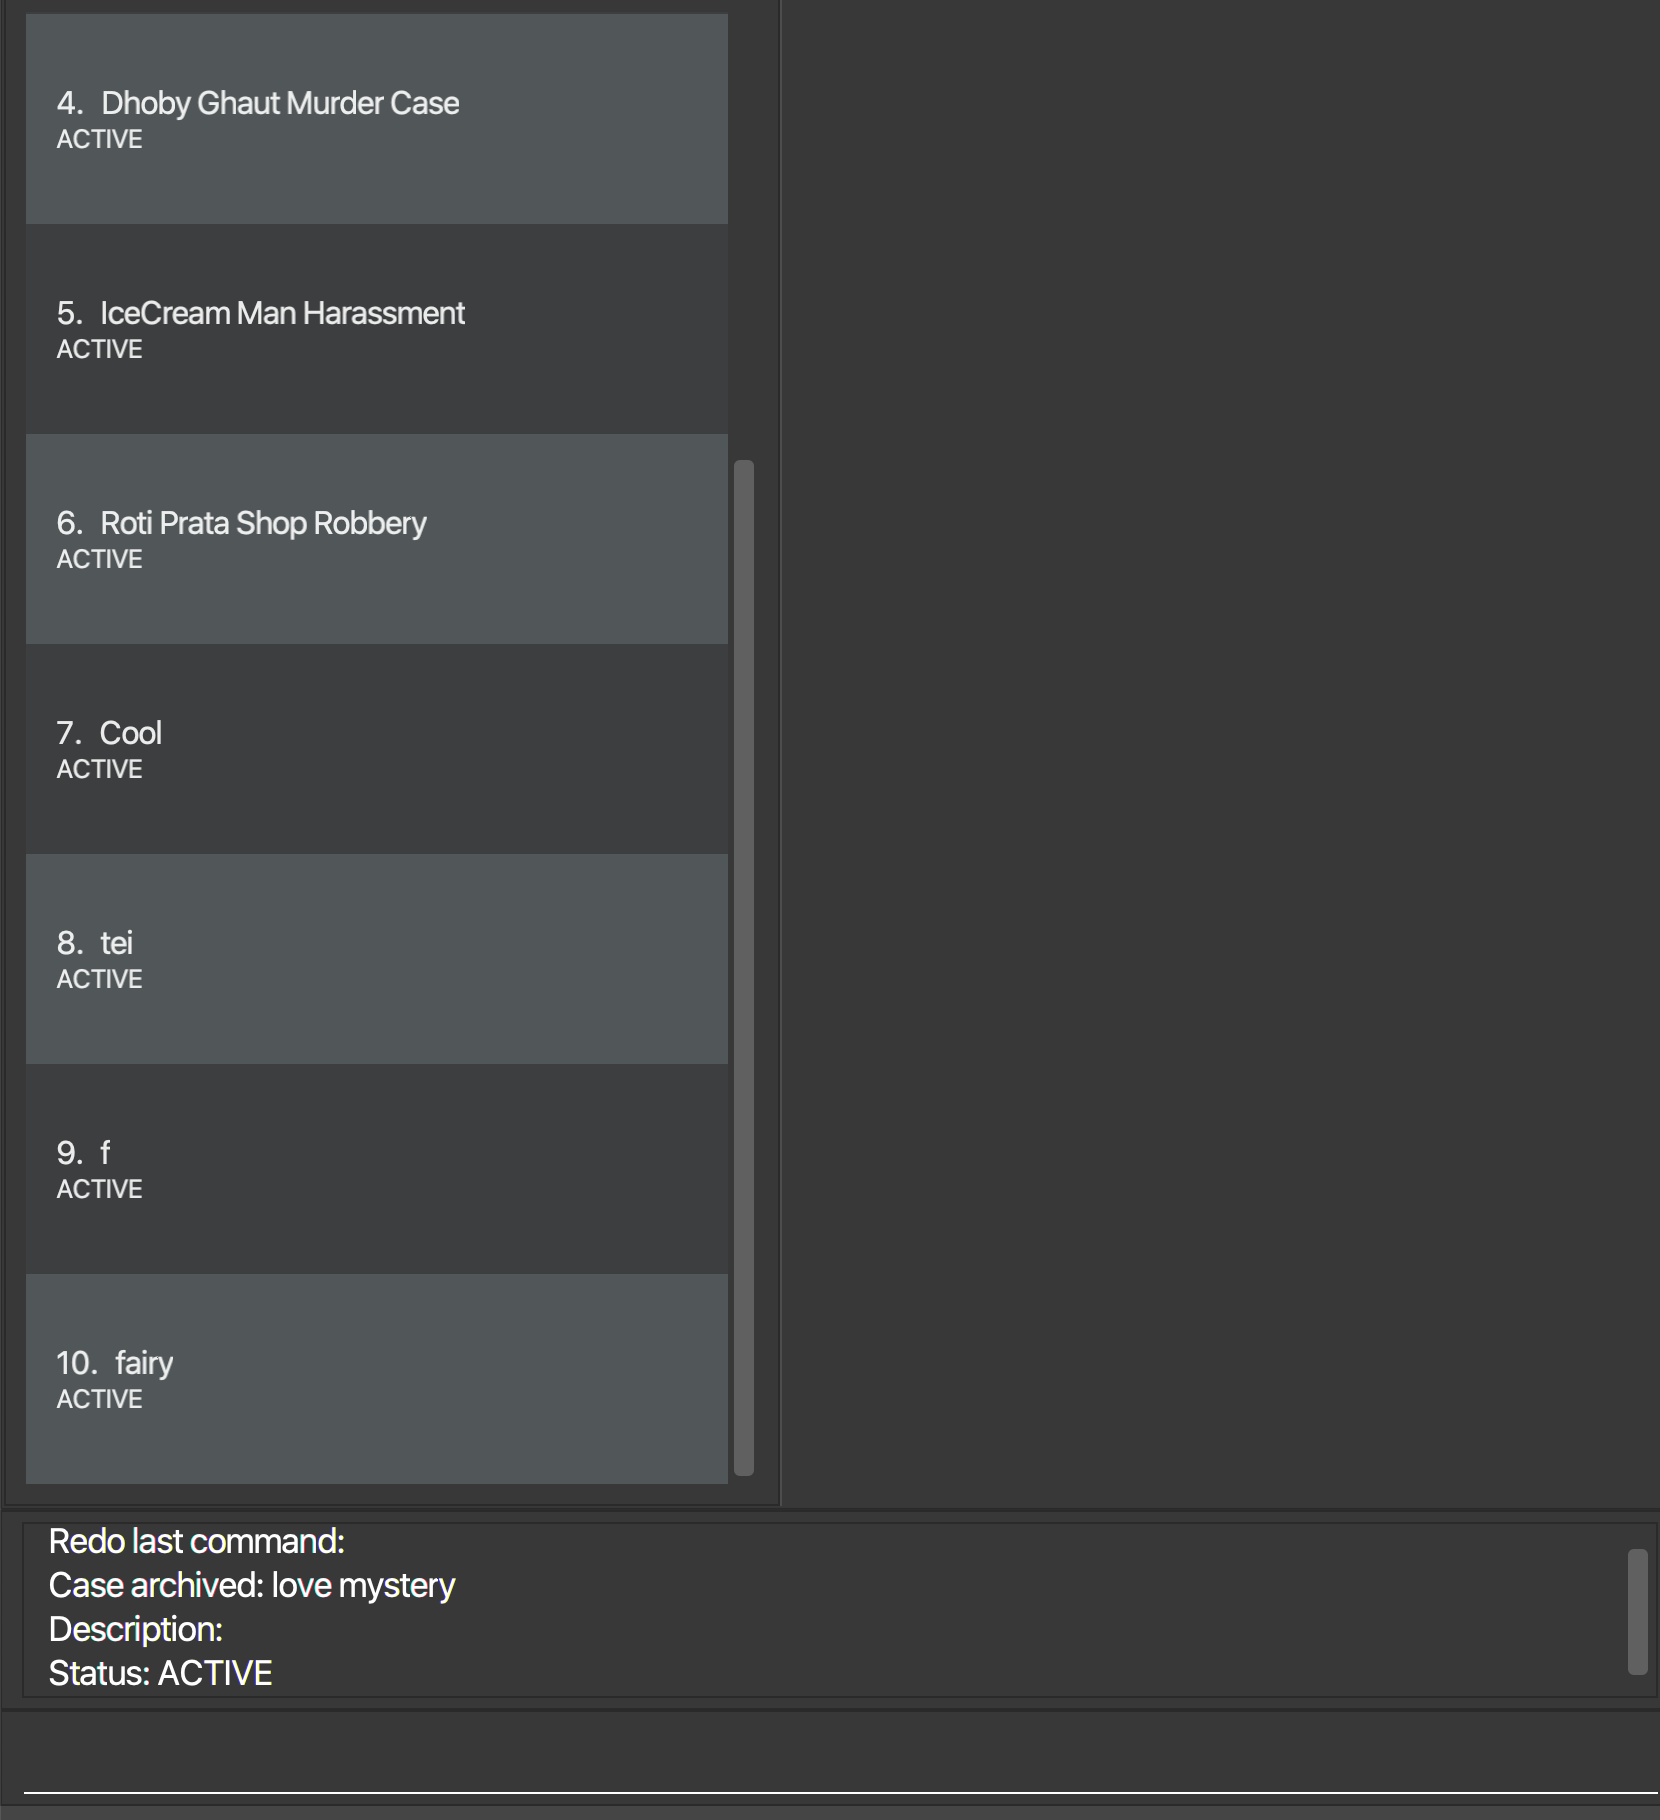 4. Dhoby Ghaut Murder Case
ACTIVE
5. IceCream Man Harassment
ACTIVE
6. Roti Prata Shop Robbery
ACTIVE
7. Cool
ACTIVE
8. tei
ACTIVE
9. f
ACTIVE
10. fairy
ACTIVE
Redo last command:
Case archived: love mystery
Description:
Status: ACTIVE